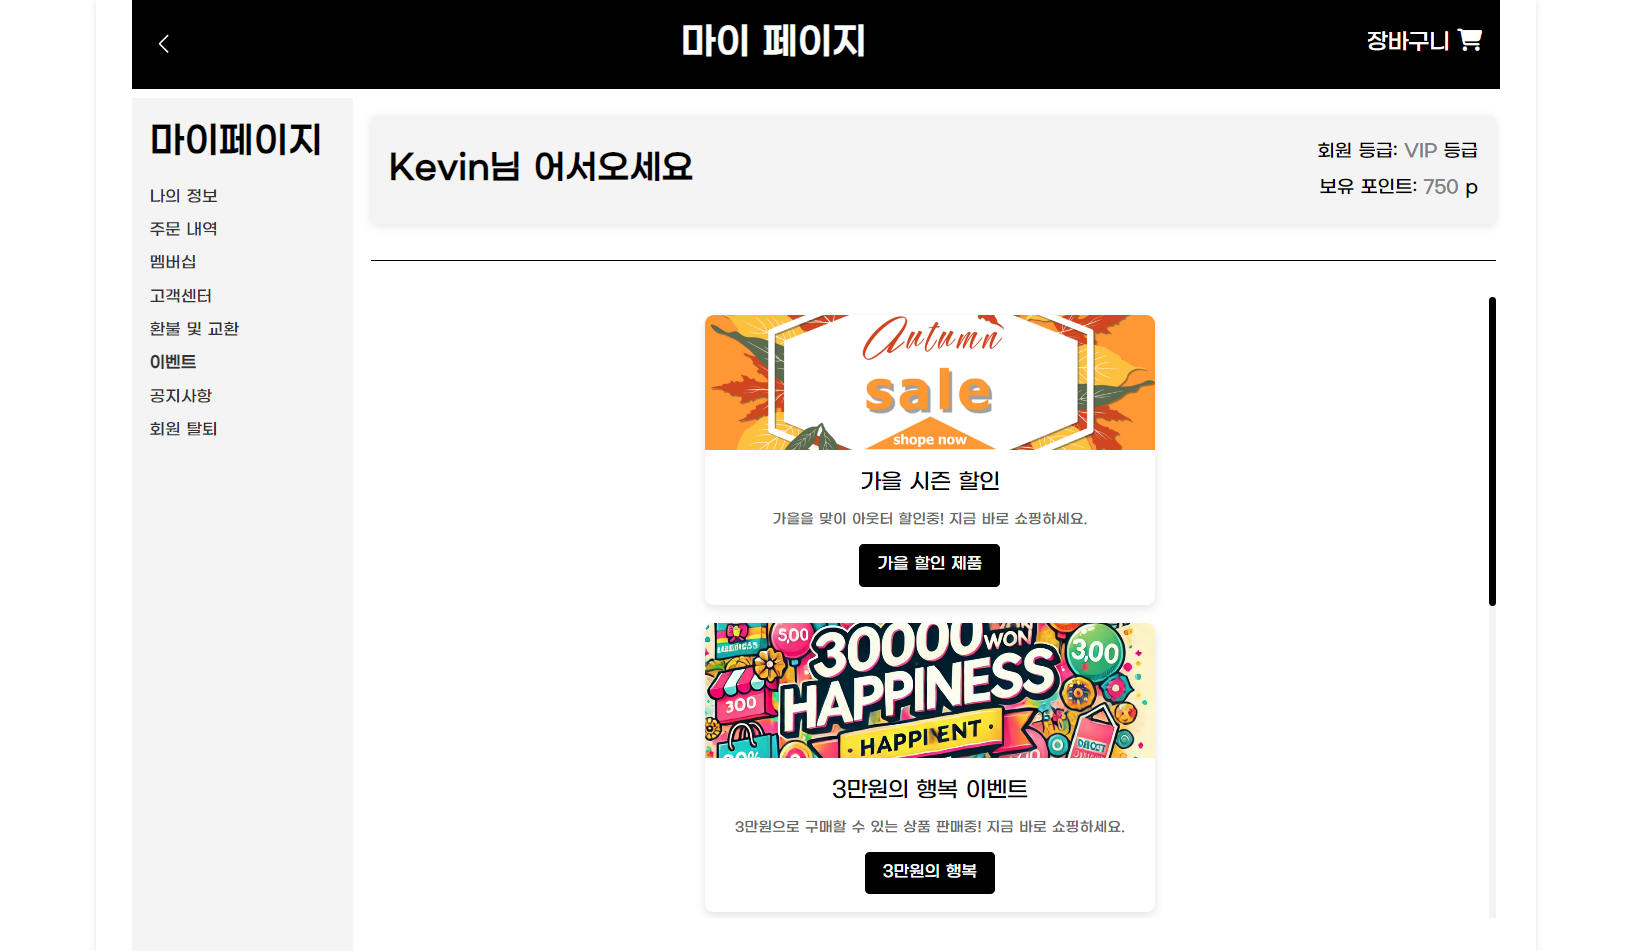 마이 페이지
장바구니
마이페이지
나의 정보
주문 내역
멤버십
고객센터
환불 및 교환
이벤트
공지사항
회원 탈퇴
Kevin님 어서오세요
회원 등급: VIP 등급
보유 포인트: 750 p
Autumn
sale
shope now
가을 시즌 할인
가을을 맞이 아웃터 할인중! 지금 바로 쇼핑하세요.
가을 할인 제품
5,00
30000 WON
3,00
HAPPINESS
300
HAPPIENT
3만원의 행복 이벤트
3만원으로 구매할 수 있는 상품 판매중! 지금 바로 쇼핑하세요.
3만원의 행복